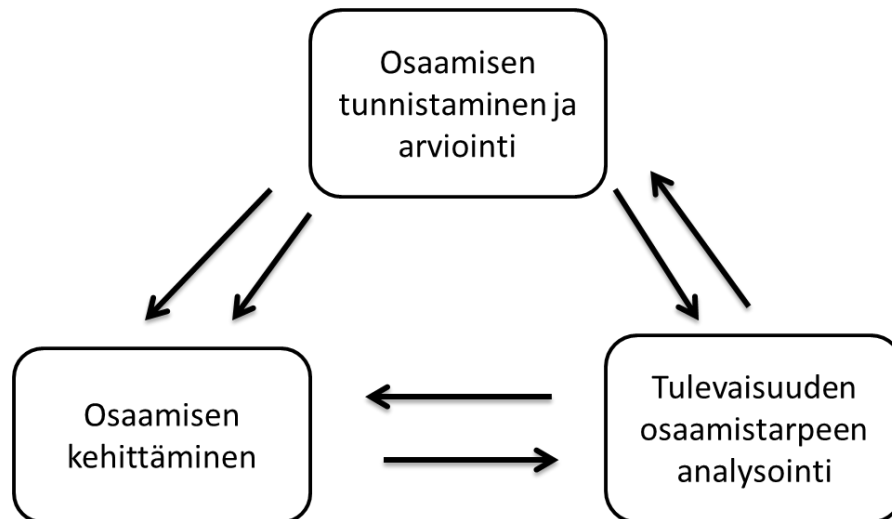 Osaamisen
tunnistaminen ja
arviointi
Osaamisen
kehittäminen
Tulevaisuuden
osaamistarpeen
analysointi